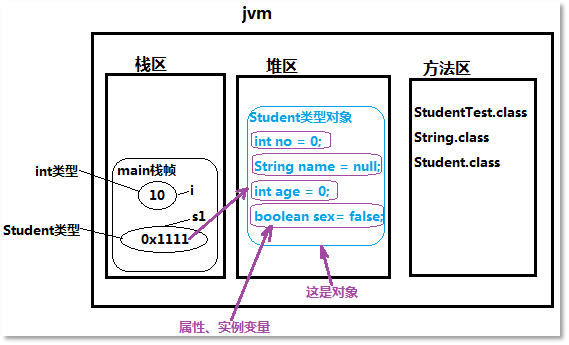 jvm
栈区
堆区
方法区
Student类型对象
int no = 0;
String name = null;
int age = 0;
boolean sex= false;
StudentTest.class
String.class
Student.class
main栈帧
int类型
10
i
s1
Student类型
0x1111
这是对象
属性、实例变量